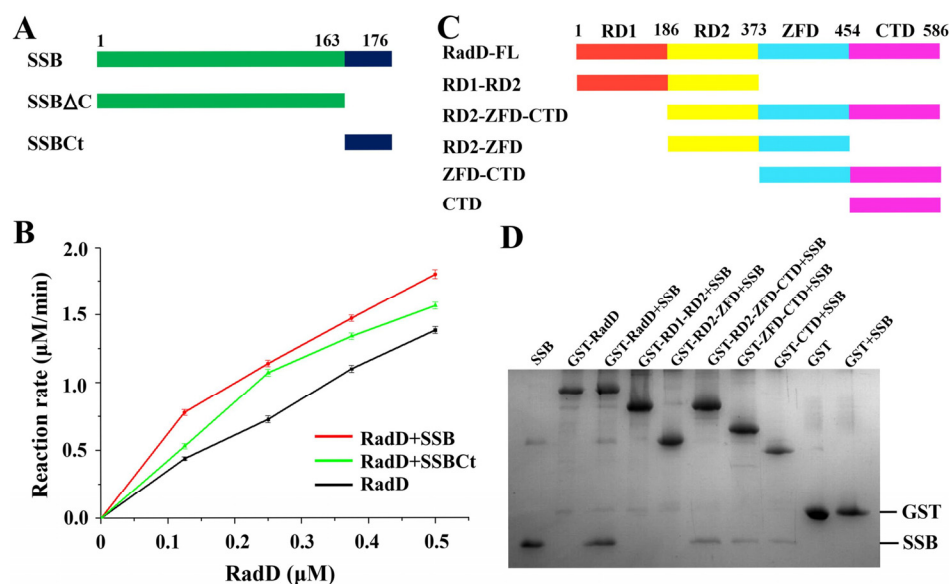 A
1 163 176
SSB
SSB△C
SSBCt
C
1 RD1 186 RD2 373 ZFD 454 CTD 586
RadD-FL
RD1-RD2
RD2-ZFD-CTD
RD2-ZFD
ZFD-CTD
CTD
B
Reaction rate (μM/min)
2.0
1.5
1.0
0.5
0.0
0 0.1 0.2 0.3 0.4 0.5
RadD (μM)
RadD+SSB
RadD+SSBCt
RadD
D
SSB
GST-RadD
GST-RadD+SSB
GST-RD1-RD2+SSB
GST-RD2-ZFD+SSB
GST-RD2-ZFD-CTD+SSB
GST-ZFD-CTD+SSB
GST-CTD+SSB
GST
GST+SSB
GST
SSB